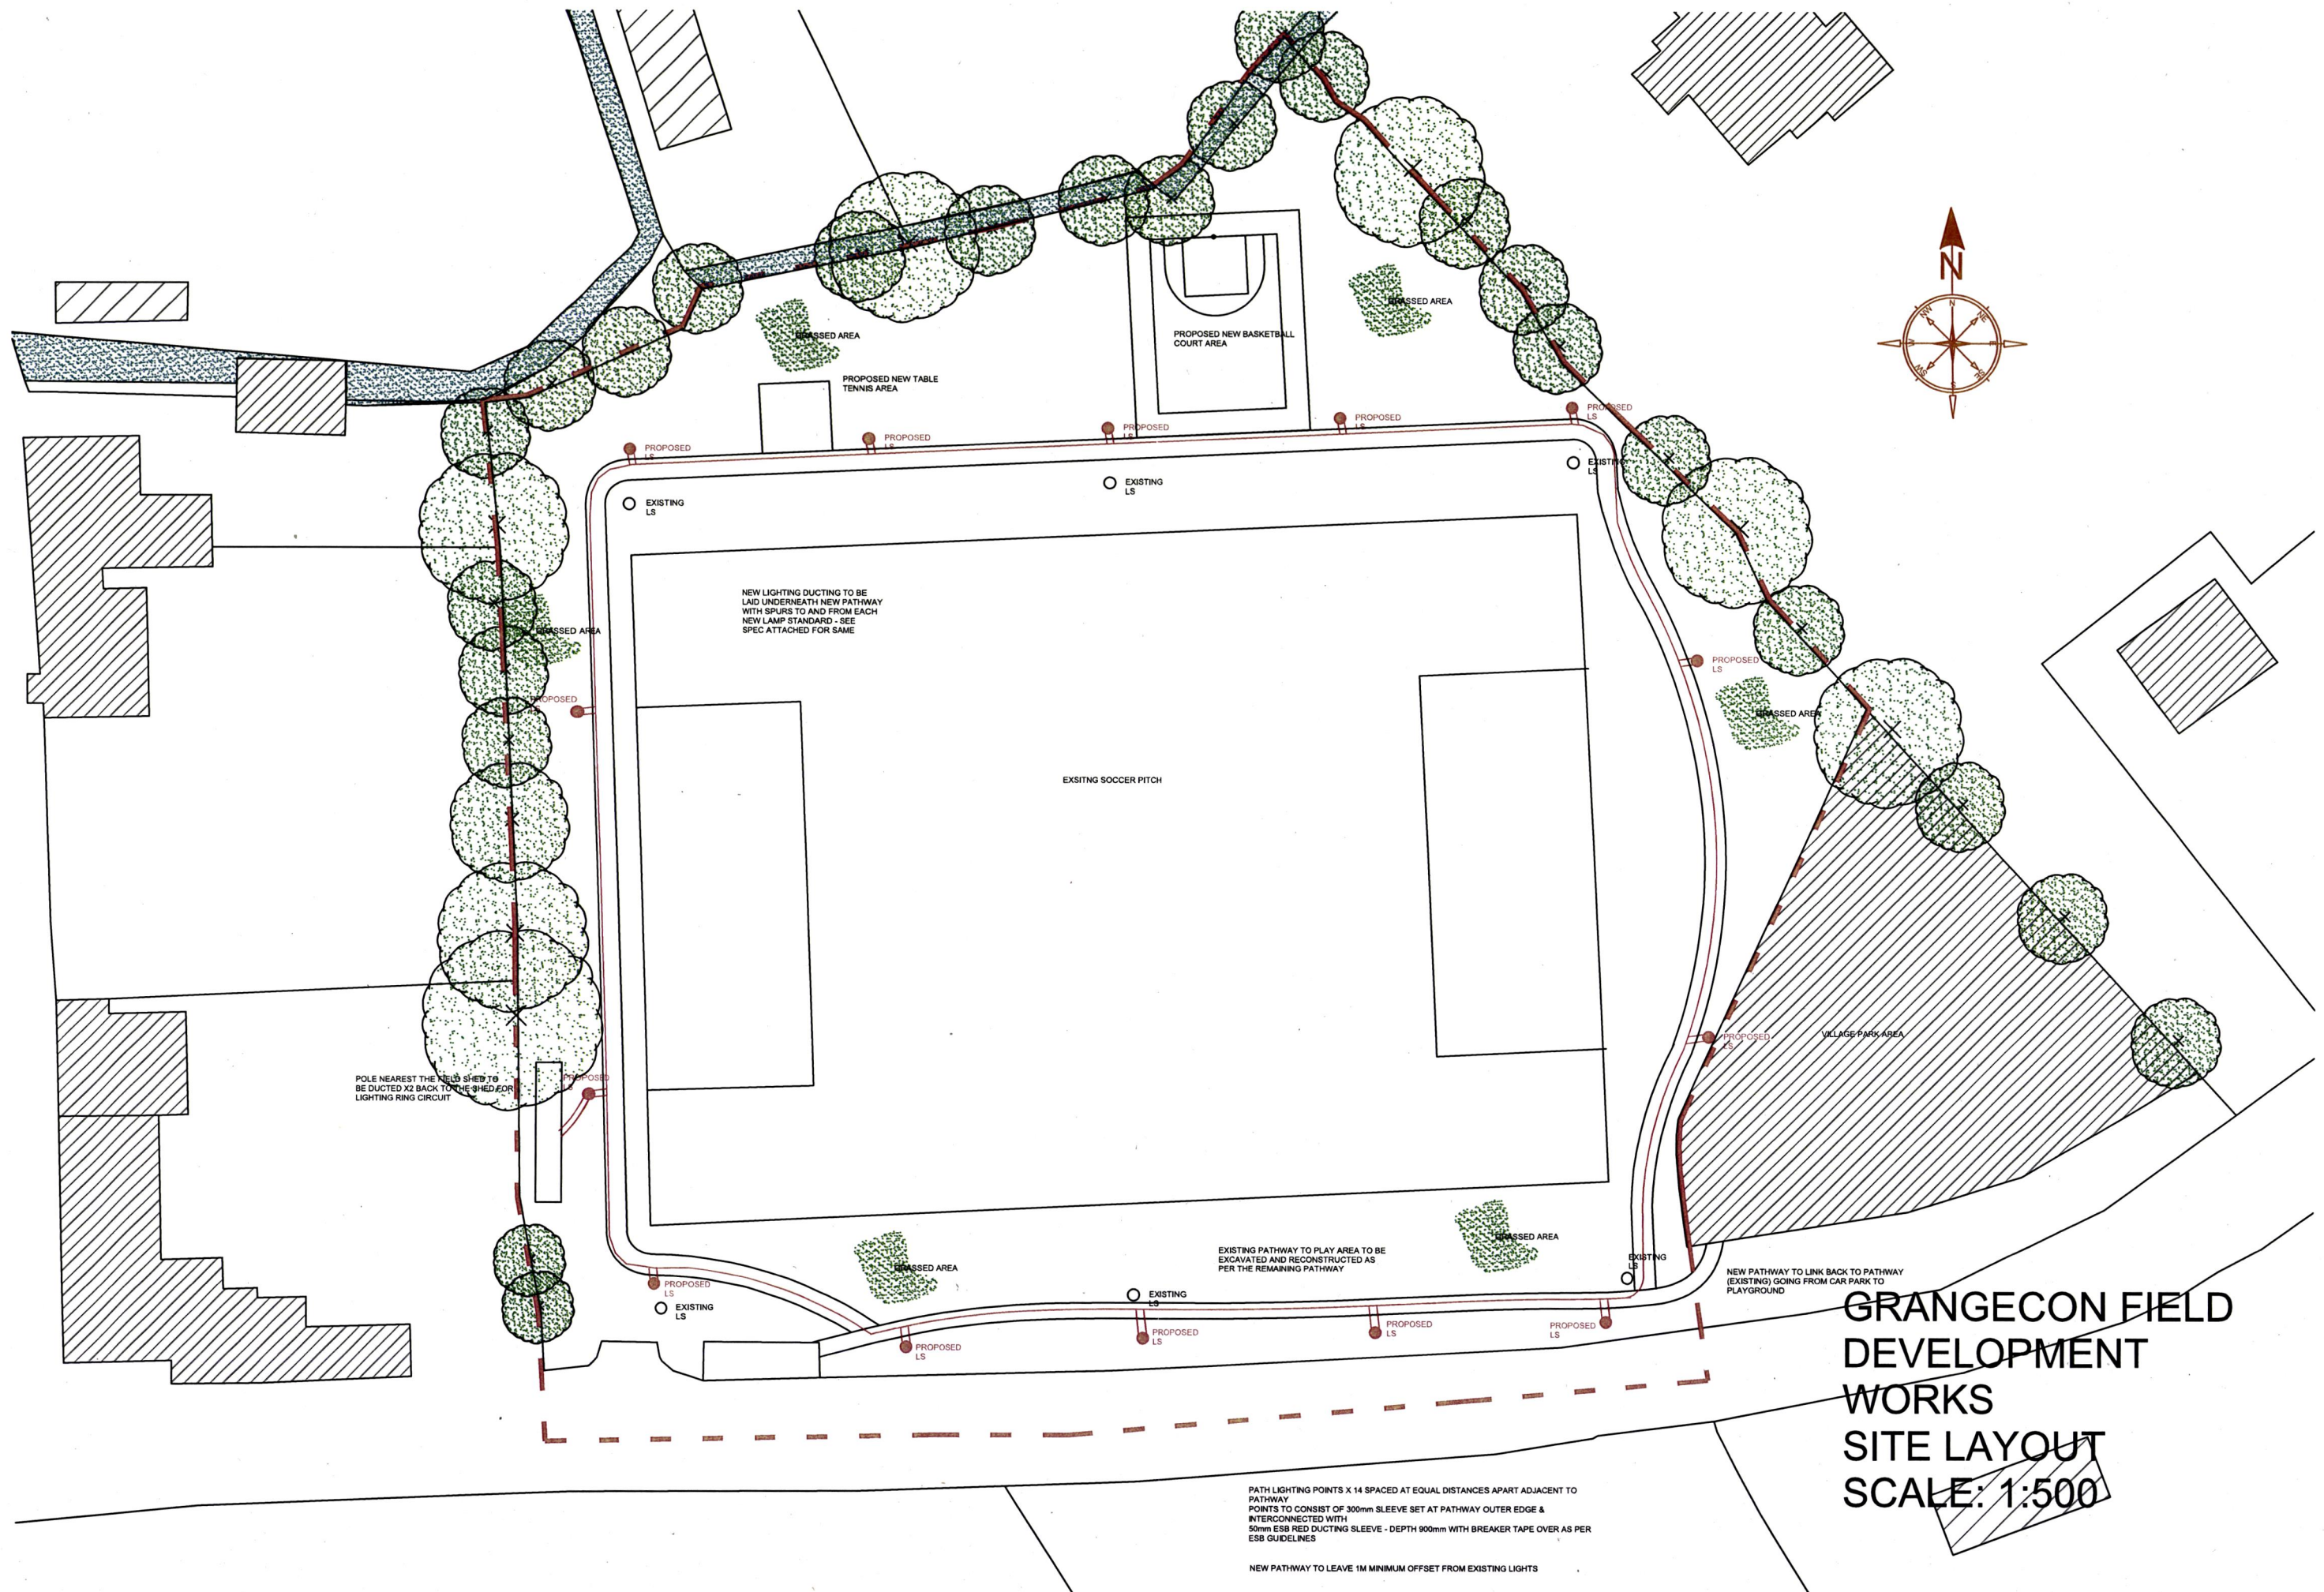 N
N
NE
E
SE
S
SW
W
NW
GRASSED AREA
GRASSED AREA
PROPOSED NEW BASKETBALL
COURT AREA
PROPOSED NEW TABLE
TENNIS AREA
PROPOSED
LS
PROPOSED
LS
PROPOSED
LS
PROPOSED
LS
PROPOSED
LS
EXISTING
LS
EXISTING
LS
EXISTING
LS
NEW LIGHTING DUCTING TO BE
LAID UNDERNEATH NEW PATHWAY
WITH SPURS TO AND FROM EACH
NEW LAMP STANDARD - SEE
SPEC ATTACHED FOR SAME
GRASSED AREA
PROPOSED
LS
PROPOSED
LS
GRASSED AREA
EXSITNG SOCCER PITCH
PROPOSED
LS
VILLAGE PARK AREA
POLE NEAREST THE FIELD SHED TO
BE DUCTED X2 BACK TO THE SHED FOR
LIGHTING RING CIRCUIT
PROPOSED
LS
GRASSED AREA
GRASSED AREA
EXISTING PATHWAY TO PLAY AREA TO BE
EXCAVATED AND RECONSTRUCTED AS
PER THE REMAINING PATHWAY
EXISTING
LS
NEW PATHWAY TO LINK BACK TO PATHWAY
(EXISTING) GOING FROM CAR PARK TO
PLAYGROUND
PROPOSED
LS
EXISTING
LS
EXISTING
LS
PROPOSED
LS
PROPOSED
LS
PROPOSED
LS
PROPOSED
LS
GRANGECON FIELD
DEVELOPMENT
WORKS
SITE LAYOUT
SCALE: 1:500
PATH LIGHTING POINTS X 14 SPACED AT EQUAL DISTANCES APART ADJACENT TO
PATHWAY
POINTS TO CONSIST OF 300mm SLEEVE SET AT PATHWAY OUTER EDGE &
INTERCONNECTED WITH
50mm ESB RED DUCTING SLEEVE - DEPTH 900mm WITH BREAKER TAPE OVER AS PER
ESB GUIDELINES
NEW PATHWAY TO LEAVE 1M MINIMUM OFFSET FROM EXISTING LIGHTS